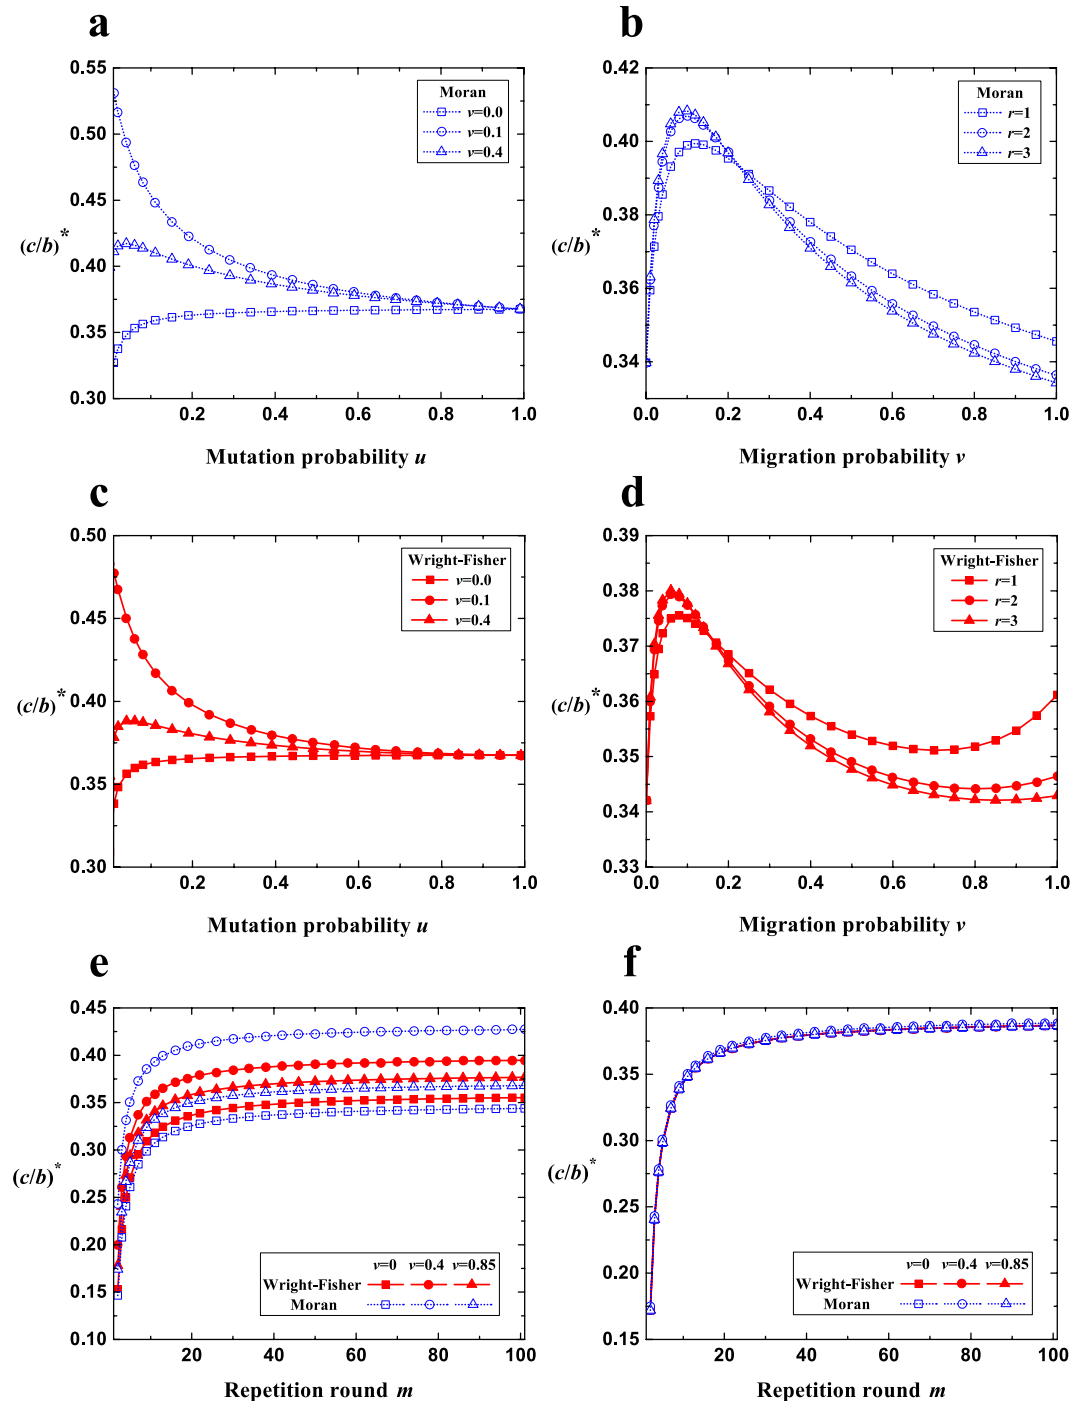 a
0.55
0.50
0.45
0.40
0.35
0.30
(c/b)*
Moran
v=0.0
v=0.1
v=0.4
0.2 0.4 0.6 0.8 1.0
Mutation probability u
b
0.42
0.40
0.38
0.36
0.34
(c/b)*
Moran
r=1
r=2
r=3
0.0 0.2 0.4 0.6 0.8 1.0
Migration probability v
c
0.50
0.45
0.40
0.35
0.30
(c/b)*
Wright-Fisher
v=0.0
v=0.1
v=0.4
0.2 0.4 0.6 0.8 1.0
Mutation probability u
d
0.39
0.38
0.37
0.36
0.35
0.34
0.33
(c/b)*
Wright-Fisher
r=1
r=2
r=3
0.0 0.2 0.4 0.6 0.8 1.0
Migration probability v
e
0.45
0.40
0.35
0.30
0.25
0.20
0.15
0.10
(c/b)*
v=0 v=0.4 v=0.85
Wright-Fisher
Moran
20 40 60 80 100
Repetition round m
f
0.40
0.35
0.30
0.25
0.20
0.15
(c/b)*
v=0 v=0.4 v=0.85
Wright-Fisher
Moran
20 40 60 80 100
Repetition round m